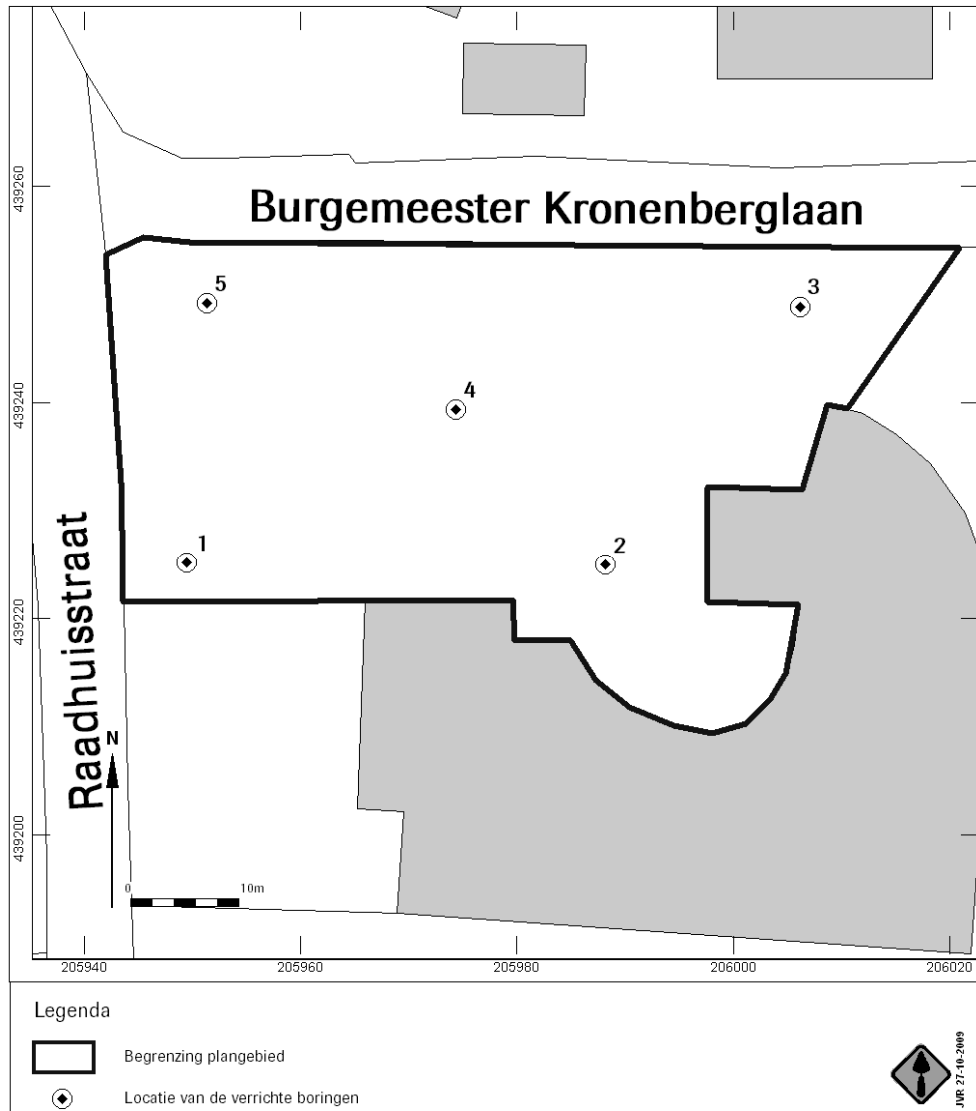 439260
Burgemeester Kronenberglaan
5
3
4
439240
1
2
Raadhuisstraat
439220
N
439200
0
10m
205940
205960
205980
206000
206020
Legenda
Begrenzing plangebied
Locatie van de verrichte boringen
JVR 27-10-2009